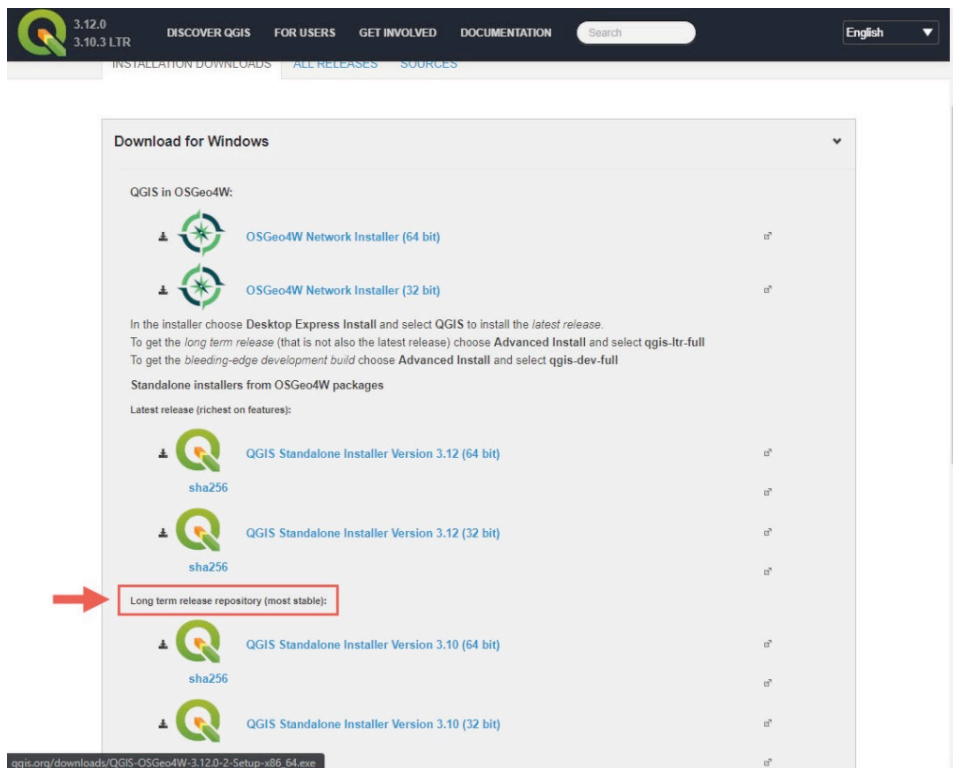 3.12.0
3.10.3 LTR
DISCOVER QGIS FOR USERS GET INVOLVED DOCUMENTATION Search English
INSTALLATION DOWNLOADS ALL RELEASES SOURCES
Download for Windows
QGIS in OSGeo4W:
OSGeo4W Network Installer (64 bit)
OSGeo4W Network Installer (32 bit)
In the installer choose Desktop Express Install and select QGIS to install the latest release.
To get the long term release (that is not also the latest release) choose Advanced Install and select qgis-ltr-full
To get the bleeding-edge development build choose Advanced Install and select qgis-dev-full
Standalone installers from OSGeo4W packages
Latest release (richest on features):
QGIS Standalone Installer Version 3.12 (64 bit)
sha256
QGIS Standalone Installer Version 3.12 (32 bit)
sha256
Long term release repository (most stable):
QGIS Standalone Installer Version 3.10 (64 bit)
sha256
QGIS Standalone Installer Version 3.10 (32 bit)
qgis.org/downloads/QGIS-OSGeo4W-3.12.0-2-Setup-x86_64.exe